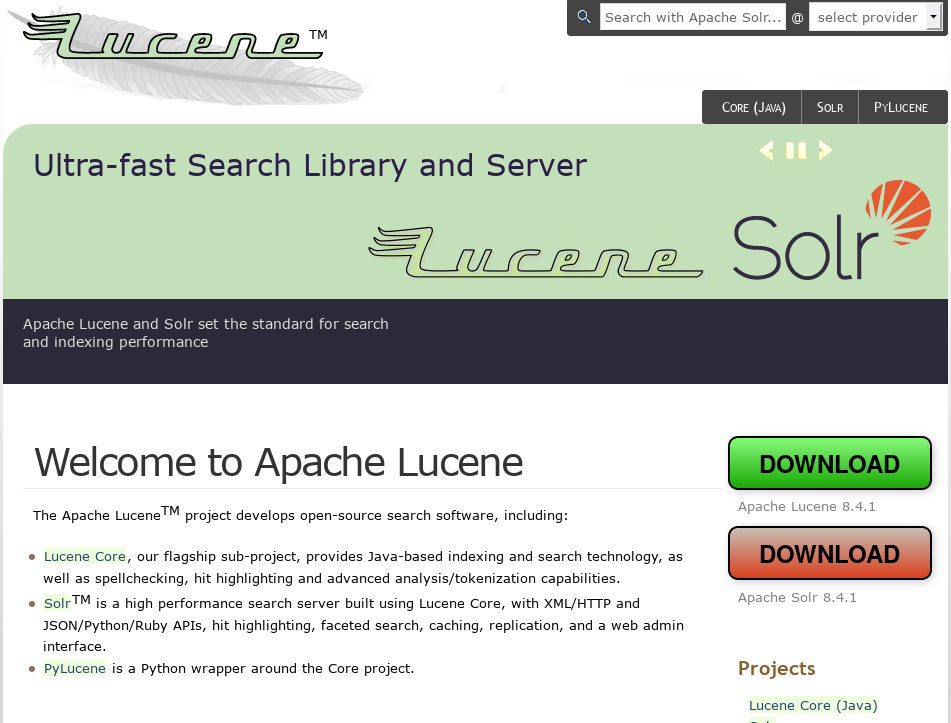 Lucene TM
Search with Apache Solr... @ select provider
Core (Java) Solr PyLucene
Ultra-fast Search Library and Server
Lucene Solr
Apache Lucene and Solr set the standard for search
and indexing performance
Welcome to Apache Lucene
The Apache LuceneTM project develops open-source search software, including:
Lucene Core, our flagship sub-project, provides Java-based indexing and search technology, as
well as spellchecking, hit highlighting and advanced analysis/tokenization capabilities.
SolrTM is a high performance search server built using Lucene Core, with XML/HTTP and
JSON/Python/Ruby APIs, hit highlighting, faceted search, caching, replication, and a web admin
interface.
PyLucene is a Python wrapper around the Core project.
DOWNLOAD
Apache Lucene 8.4.1
DOWNLOAD
Apache Solr 8.4.1
Projects
Lucene Core (Java)